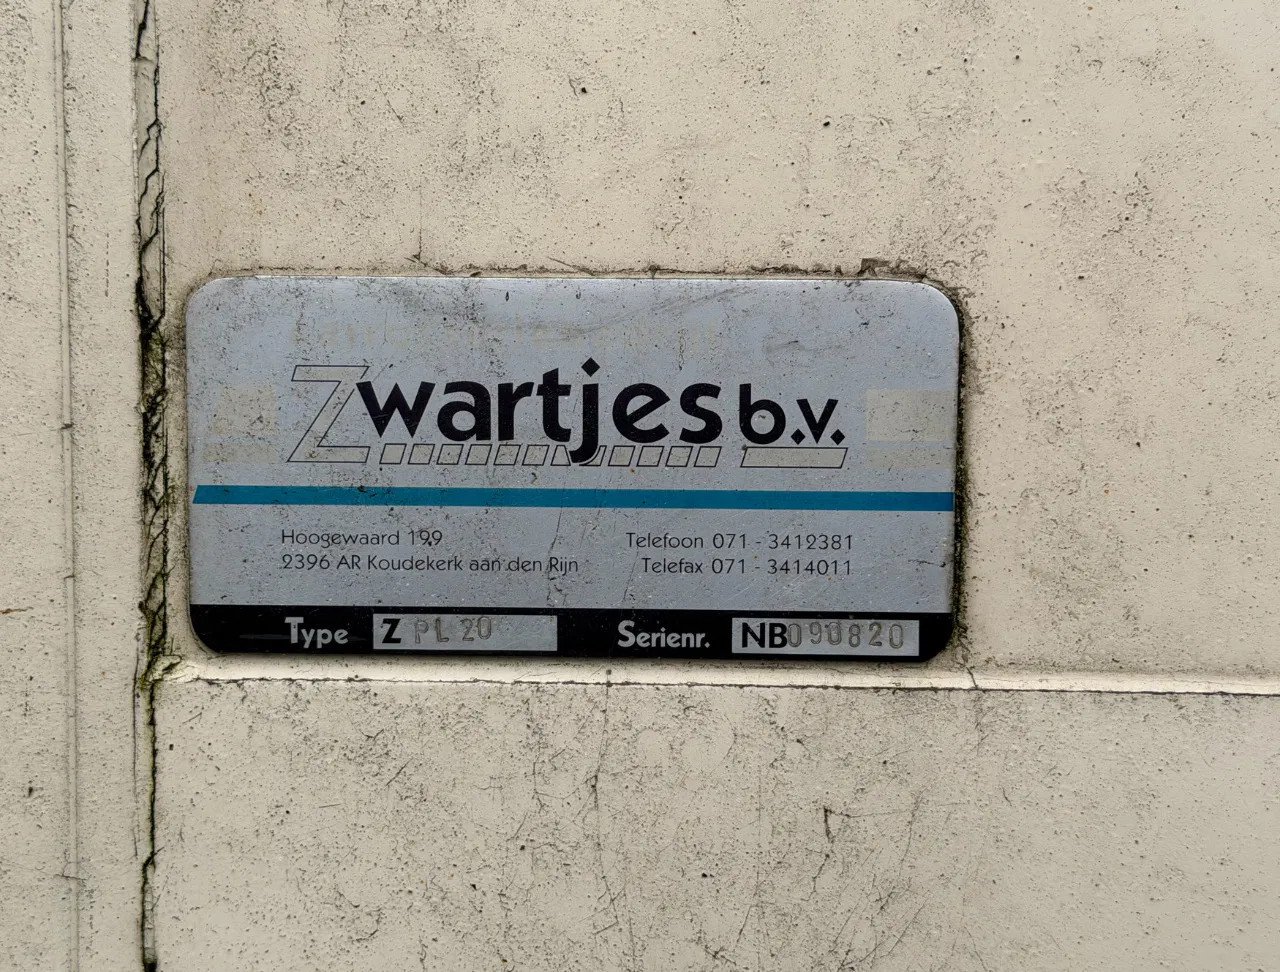 Zwartjes b.v.
Hoogewaard 199
2396 AR Koudekerk aan den Rijn
Telefoon 071 - 3412381
Telefax 071 - 3414011
Type Z PL 20 Serienr. NB090820